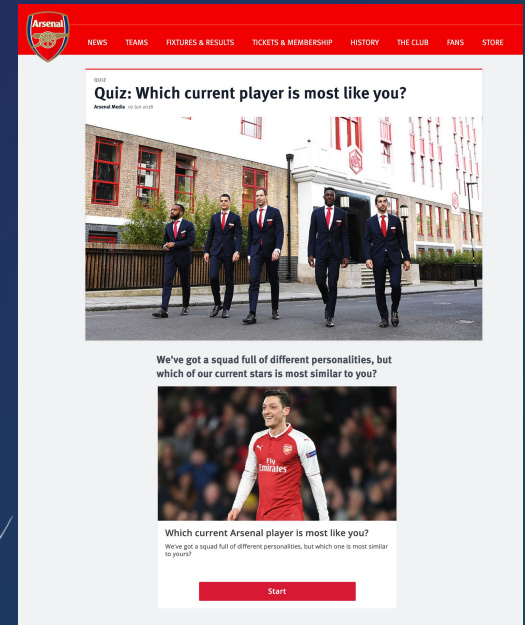 Arsenal
NEWS TEAMS FIXTURES & RESULTS TICKETS & MEMBERSHIP HISTORY THE CLUB FANS STORE
QUIZ
Quiz: Which current player is most like you?
Arsenal Media 07 Jun 2018
We've got a squad full of different personalities, but
which of our current stars is most similar to you?
Fly
Emirates
Which current Arsenal player is most like you?
We've got a squad full of different personalities, but which one is most similar
to yours?
Start